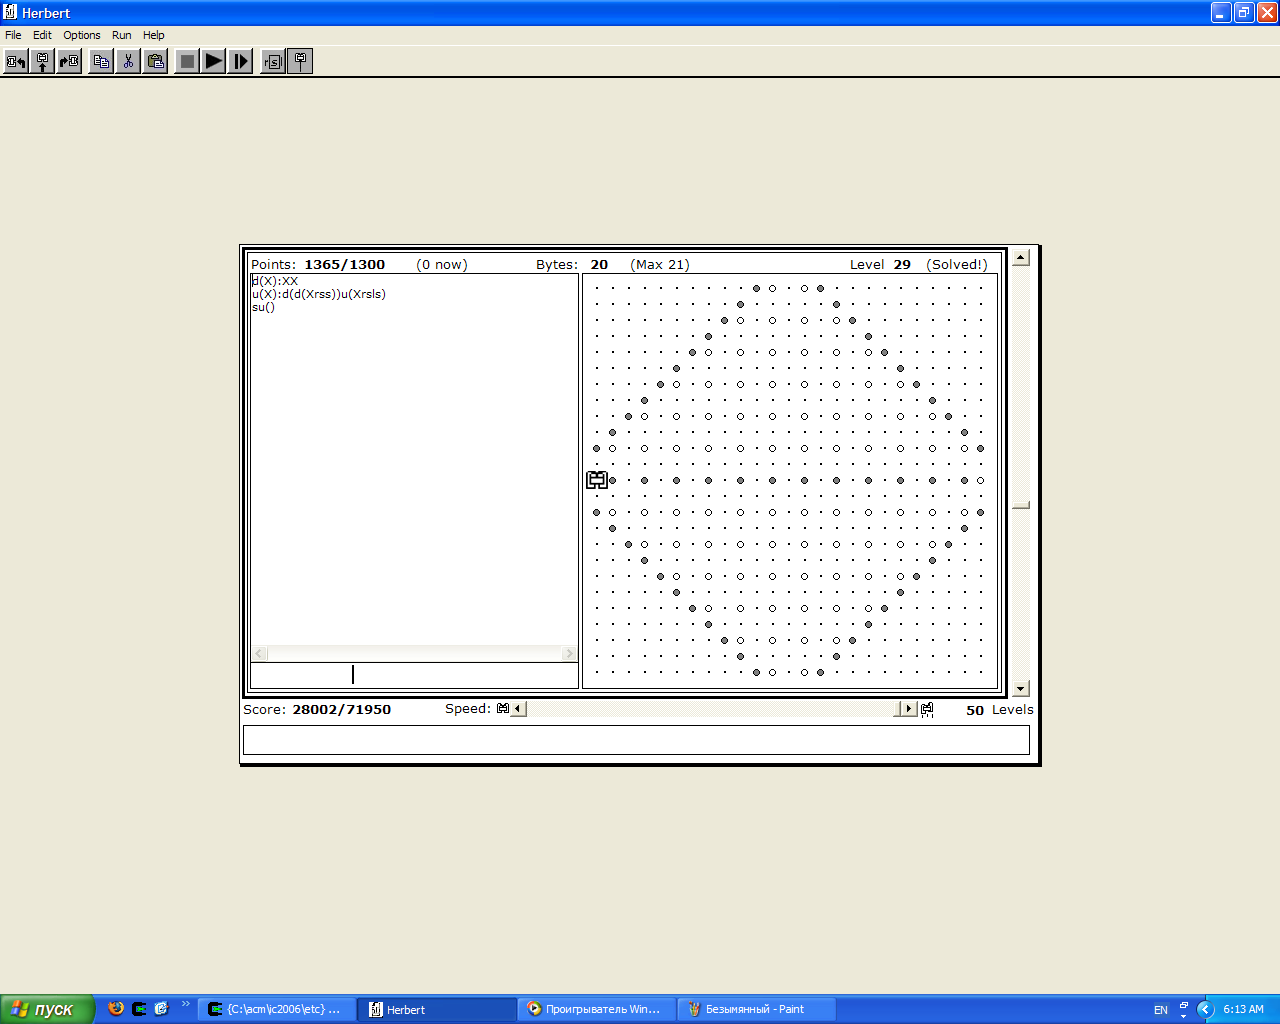 Herbert
File Edit Options Run Help
Points: 1365/1300 (0 now) Bytes: 20 (Max 21) Level 29 (Solved!)
d(X):XX
u(X):d(d(Xrss))u(Xrsls)
su()
Score: 28002/71950 Speed: 50 Levels
пуск {C:\acm\ic2006\etc} ... Herbert Проигрыватель Win... Безымянный - Paint EN 6:13 AM